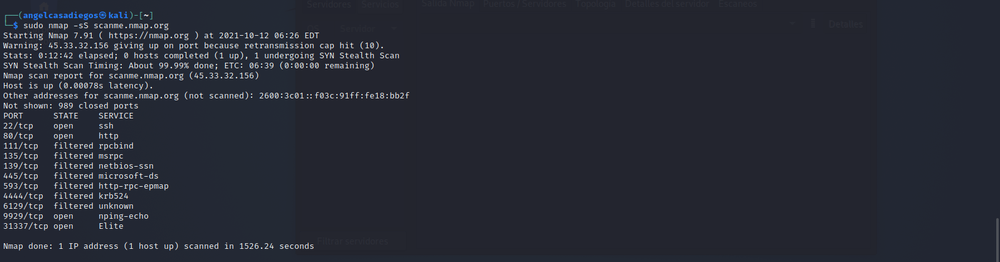 Servidores Servicios Salida Nmap Puertos / Servidores Topología Detalles del servidor Escaneos
┌──(angelcasadiegos㉿kali)-[~]
└─$ sudo nmap -sS scanme.nmap.org
Servidor Detalles
Starting Nmap 7.91 ( https://nmap.org ) at 2021-10-12 06:26 EDT
Warning: 45.33.32.156 giving up on port because retransmission cap hit (10).
Stats: 0:12:42 elapsed; 0 hosts completed (1 up), 1 undergoing SYN Stealth Scan
SYN Stealth Scan Timing: About 99.99% done; ETC: 06:39 (0:00:00 remaining)
Nmap scan report for scanme.nmap.org (45.33.32.156)
Host is up (0.00078s latency).
Other addresses for scanme.nmap.org (not scanned): 2600:3c01::f03c:91ff:fe18:bb2f
Not shown: 989 closed ports
PORT      STATE    SERVICE
22/tcp    open     ssh
80/tcp    open     http
111/tcp   filtered rpcbind
135/tcp   filtered msrpc
139/tcp   filtered netbios-ssn
445/tcp   filtered microsoft-ds
593/tcp   filtered http-rpc-epmap
4444/tcp  filtered krb524
6129/tcp  filtered unknown
9929/tcp  open     nping-echo
31337/tcp open     Elite
Filtrar servidores
Nmap done: 1 IP address (1 host up) scanned in 1526.24 seconds